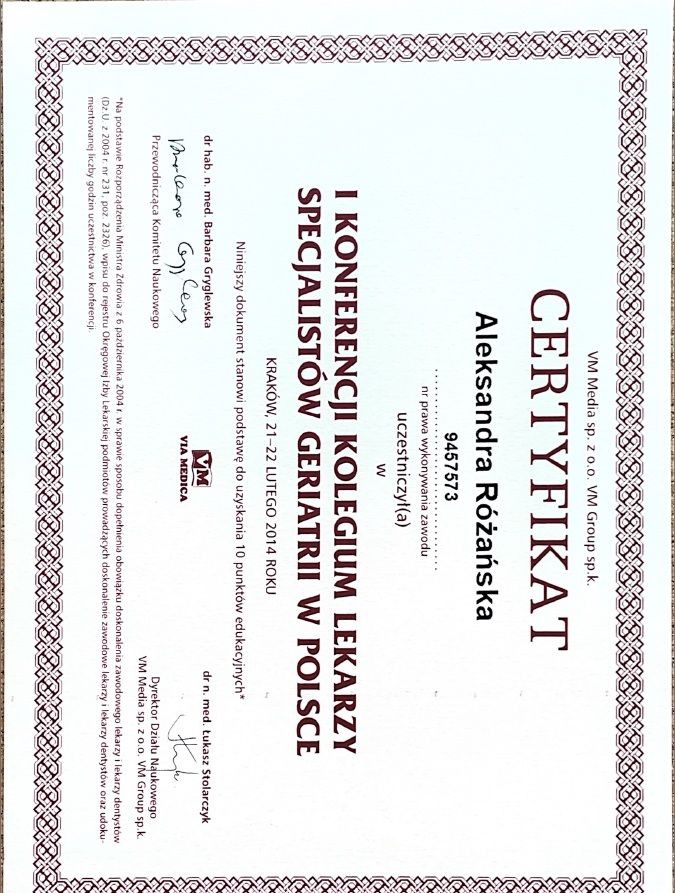 VM Media sp. z o.o. VM Group sp.k.
CERTYFIKAT
Aleksandra Różańska
9457573
nr prawa wykonywania zawodu
uczestniczył(a)
w
I KONFERENCJI KOLEGIUM LEKARZY
SPECJALISTÓW GERIATRII W POLSCE
KRAKÓW, 21–22 LUTEGO 2014 ROKU
Niniejszy dokument stanowi podstawę do uzyskania 10 punktów edukacyjnych*
dr hab. n. med. Barbara Gryglewska
Przewodnicząca Komitetu Naukowego
VM
VIA MEDICA
dr n. med. Łukasz Stolarczyk
Dyrektor Działu Naukowego
VM Media sp. z o.o. VM Group sp.k.
*Na podstawie Rozporządzenia Ministra Zdrowia z 6 października 2004 r. w sprawie sposobu dopełnienia obowiązku doskonalenia zawodowego lekarzy i lekarzy dentystów
(Dz.U. z 2004 r. nr 231, poz. 2326), wpisu do rejestru Okręgowej Izby Lekarskiej podmiotów prowadzących doskonalenie zawodowe lekarzy i lekarzy dentystów oraz udoku-
mentowanej liczby godzin uczestnictwa w konferencji.